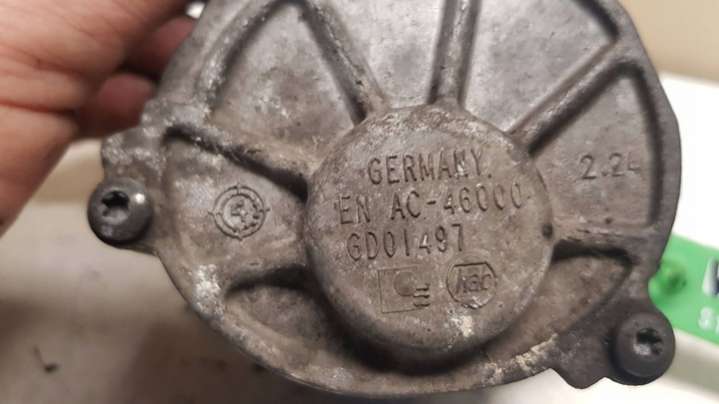 GERMANY.
EN AC-46000
GD01497
2.24